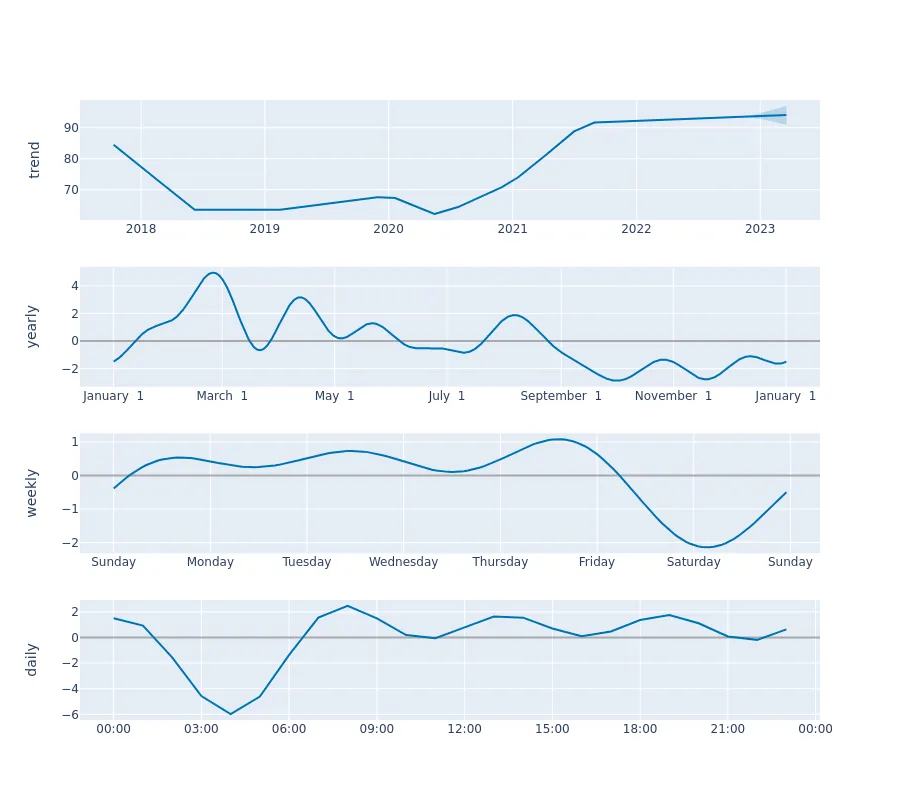 trend
90
80
70
2018 2019 2020 2021 2022 2023
yearly
4
2
0
−2
January 1 March 1 May 1 July 1 September 1 November 1 January 1
weekly
1
0
−1
−2
Sunday Monday Tuesday Wednesday Thursday Friday Saturday Sunday
daily
2
0
−2
−4
−6
00:00 03:00 06:00 09:00 12:00 15:00 18:00 21:00 00:00